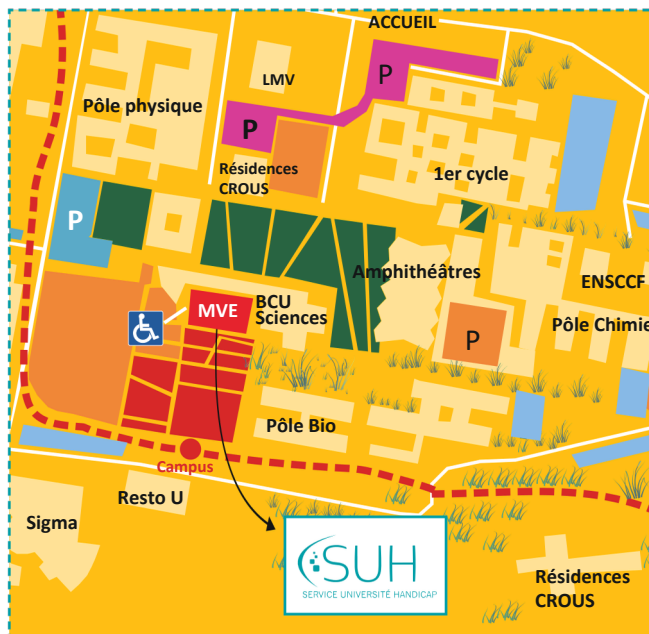 ACCUEIL
P
LMV
Pôle physique
P
Résidences
CROUS
1er cycle
P
Amphithéâtres
ENSCCF
MVE
BCU
Sciences
P
Pôle Chimie
Pôle Bio
Campus
Resto U
Sigma
SUH
SERVICE UNIVERSITÉ HANDICAP
Résidences
CROUS